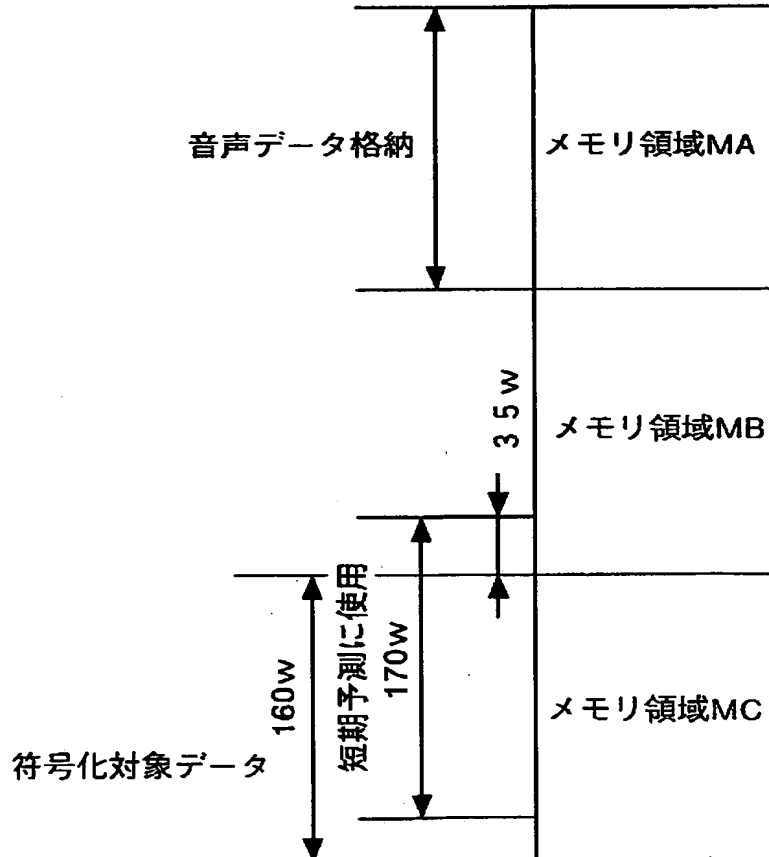 音声データ格納
メモリ領域MA
35w
メモリ領域MB
短期予測に使用
170w
160w
メモリ領域MC
符号化対象データ